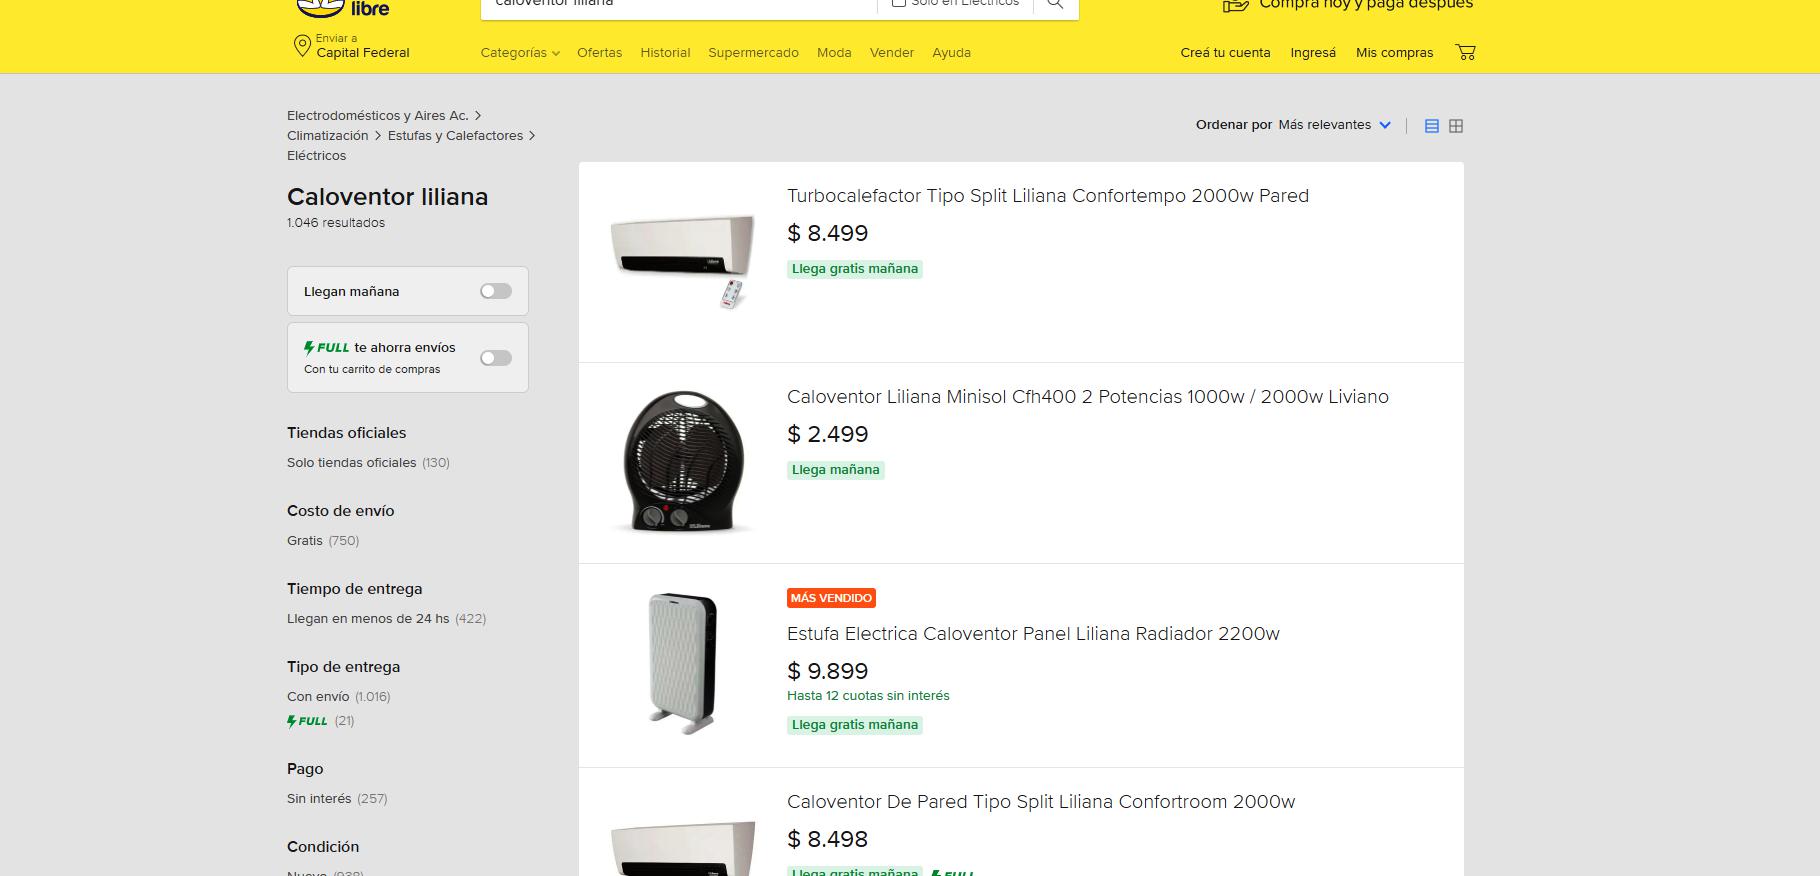 libre
caloventor liliana
Solo en Eléctricos
Comprá hoy y pagá después
Enviar a
Capital Federal
Categorías
Ofertas
Historial
Supermercado
Moda
Vender
Ayuda
Creá tu cuenta
Ingresá
Mis compras
Electrodomésticos y Aires Ac.
Climatización
Estufas y Calefactores
Eléctricos
Caloventor liliana
1.046 resultados
Ordenar por Más relevantes
Llegan mañana
FULL te ahorra envíos
Con tu carrito de compras
Tiendas oficiales
Solo tiendas oficiales (130)
Costo de envío
Gratis (750)
Tiempo de entrega
Llegan en menos de 24 hs (422)
Tipo de entrega
Con envío (1.016)
FULL (21)
Pago
Sin interés (257)
Condición
Nuevo (938)
Turbocalefactor Tipo Split Liliana Confortempo 2000w Pared
$ 8.499
Llega gratis mañana
Caloventor Liliana Minisol Cfh400 2 Potencias 1000w / 2000w Liviano
$ 2.499
Llega mañana
MÁS VENDIDO
Estufa Electrica Caloventor Panel Liliana Radiador 2200w
$ 9.899
Hasta 12 cuotas sin interés
Llega gratis mañana
Caloventor De Pared Tipo Split Liliana Confortroom 2000w
$ 8.498
Llega gratis mañana FULL